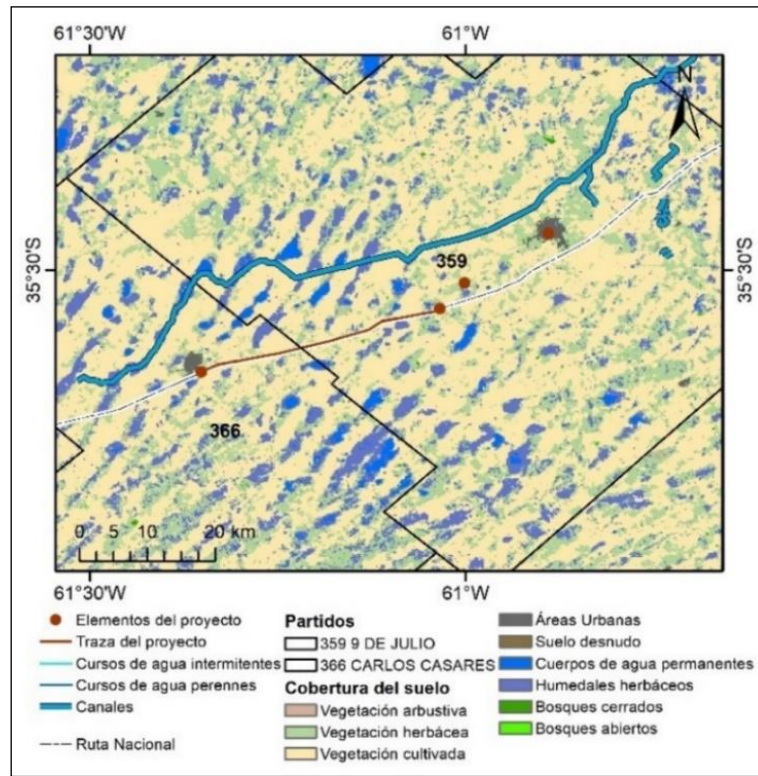 61°30'W 61°W
N
35°30'S 35°30'S
359
366
0 5 10 20 km
61°30'W 61°W
Elementos del proyecto
Traza del proyecto
Cursos de agua intermitentes
Cursos de agua perennes
Canales
Ruta Nacional
Partidos
359 9 DE JULIO
366 CARLOS CASARES
Cobertura del suelo
Vegetación arbustiva
Vegetación herbácea
Vegetación cultivada
Áreas Urbanas
Suelo desnudo
Cuerpos de agua permanentes
Humedales herbáceos
Bosques cerrados
Bosques abiertos